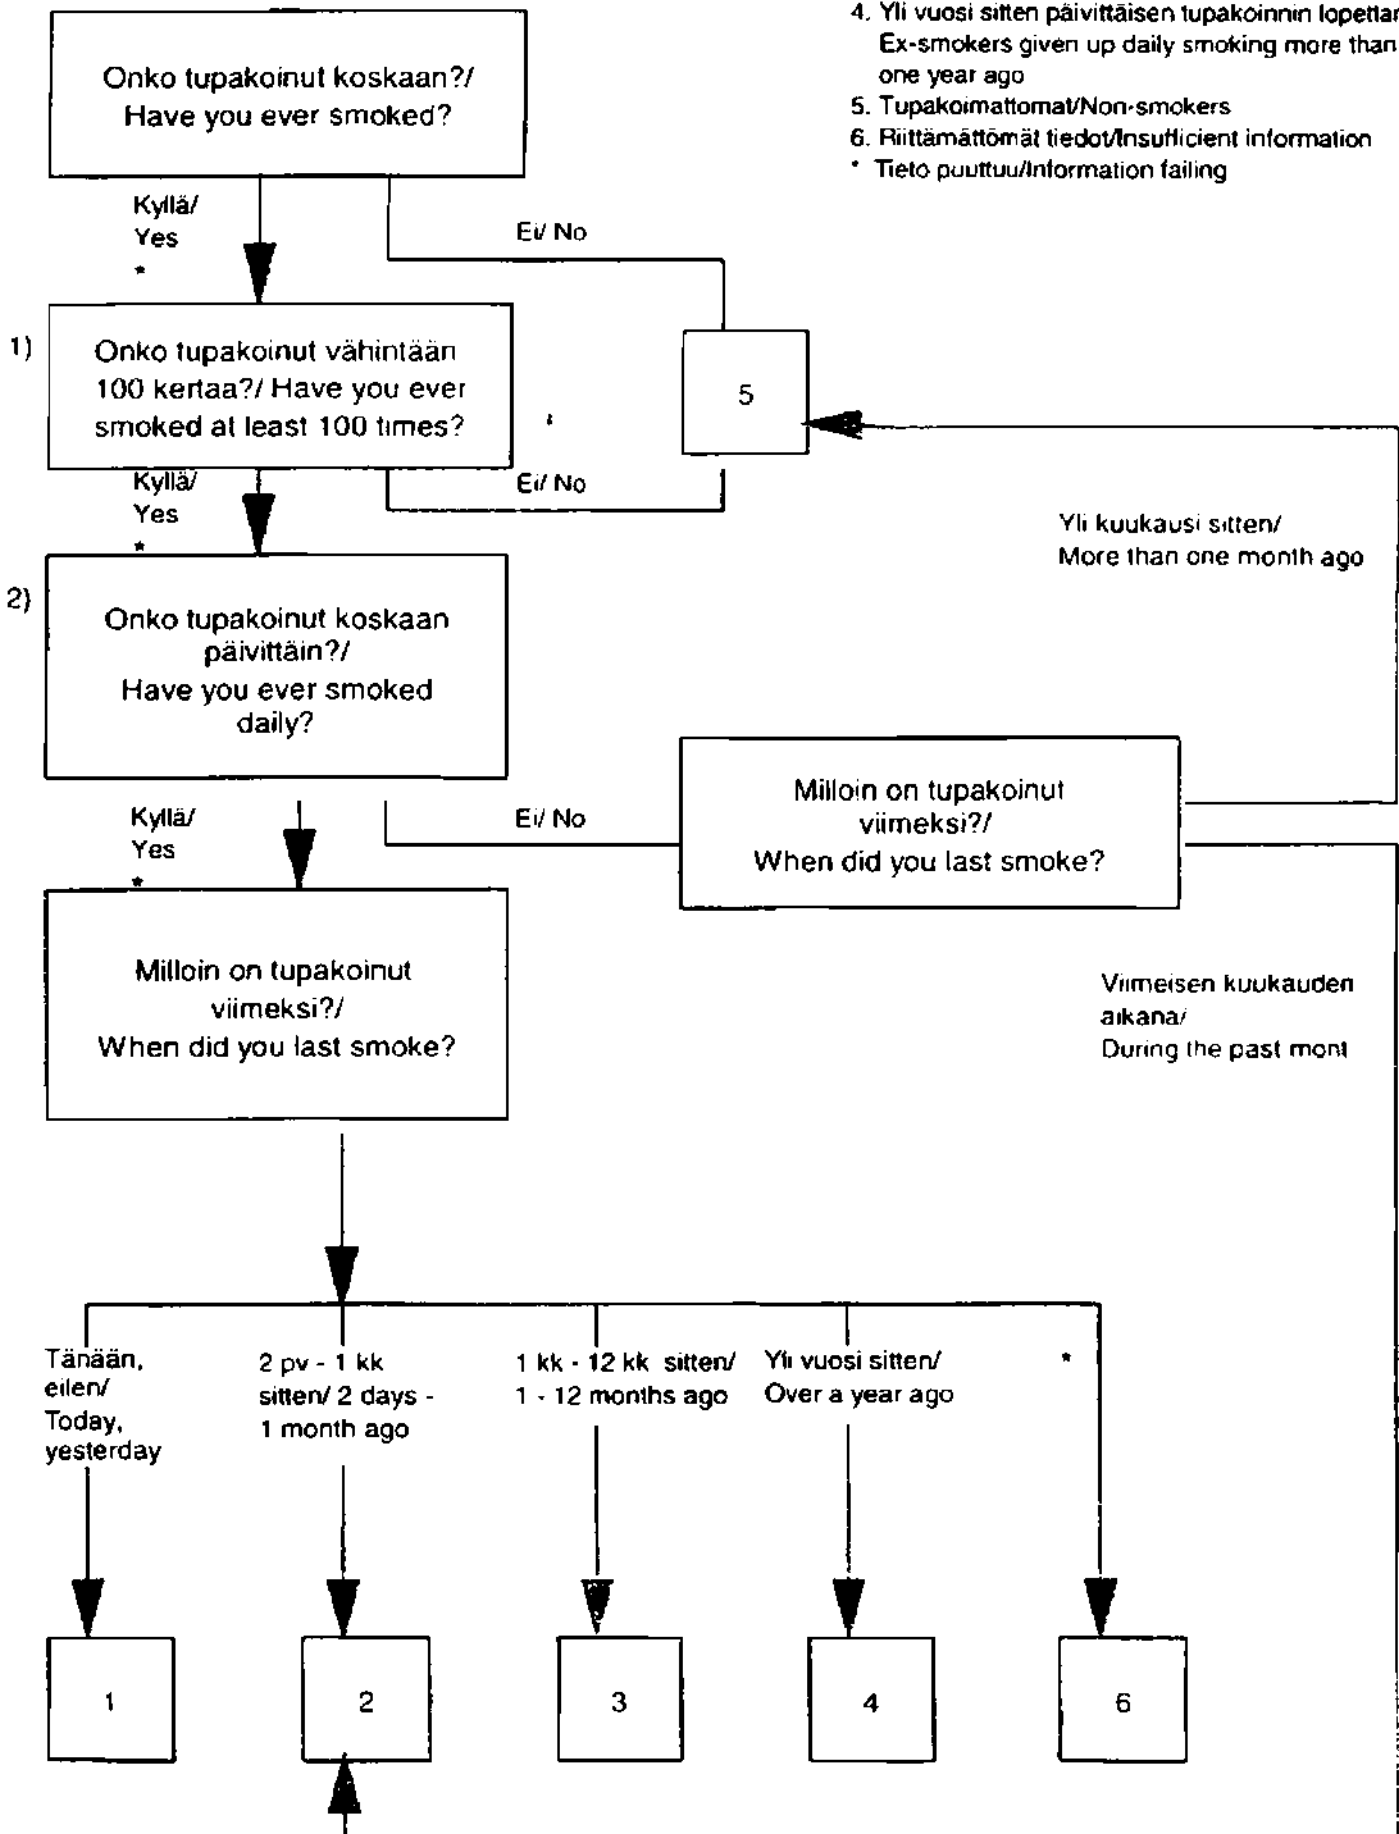 4. Yli vuosi sitten päivittäisen tupakoinnin
Ex-smokers given up daily smoking more than
one year ago
5. Tupakoimattomat/Non-smokers
6. Riittämättömät tiedot/Insufficient information
* Tieto puuttuu/Information failing
Onko tupakoinut koskaan?/
Have you ever smoked?
Kyllä/
Yes
*
Ei/ No
1)
Onko tupakoinut vähintään
100 kertaa?/ Have you ever
smoked at least 100 times?
5
Kyllä/
Yes
*
Ei/ No
Yli kuukausi sitten/
More than one month ago
2)
Onko tupakoinut koskaan
päivittäin?/
Have you ever smoked
daily?
Kyllä/
Yes
*
Ei/ No
Milloin on tupakoinut
viimeksi?/
When did you last smoke?
Milloin on tupakoinut
viimeksi?/
When did you last smoke?
Viimeisen kuukauden
aikana/
During the past mont
Tänään,
eilen/
Today,
yesterday
2 pv - 1 kk
sitten/ 2 days -
1 month ago
1 kk - 12 kk sitten/
1 - 12 months ago
Yli vuosi sitten/
Over a year ago
*
1
2
3
4
6